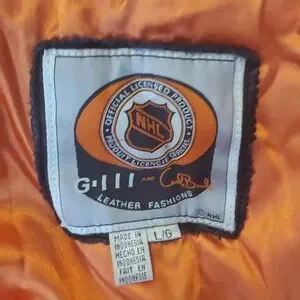 OFFICIAL LICENSED PRODUCT
NHL
PRODUIT LICENCIÉ OFFICIEL
G-III AND
LEATHER FASHIONS
© NHL
MADE IN
INDONESIA
HECHO EN
INDONESIA
FAIT EN
INDONESIA
L/G